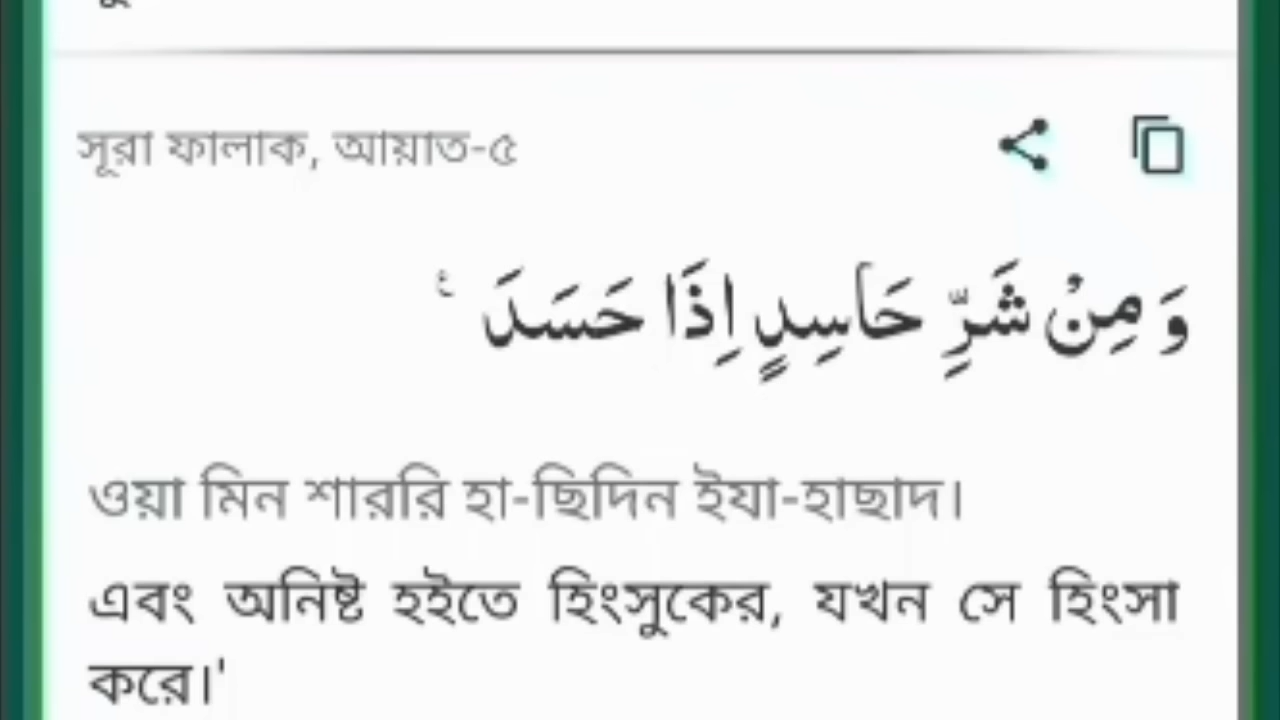 সূরা ফালাক, আয়াত-৫
وَ مِنْ شَرِّ حَاسِدٍ اِذَا حَسَدَ
ওয়া মিন শাররি হা-ছিদিন ইযা-হাছাদ।
এবং অনিষ্ট হইতে হিংসুকের, যখন সে হিংসা
করে।'